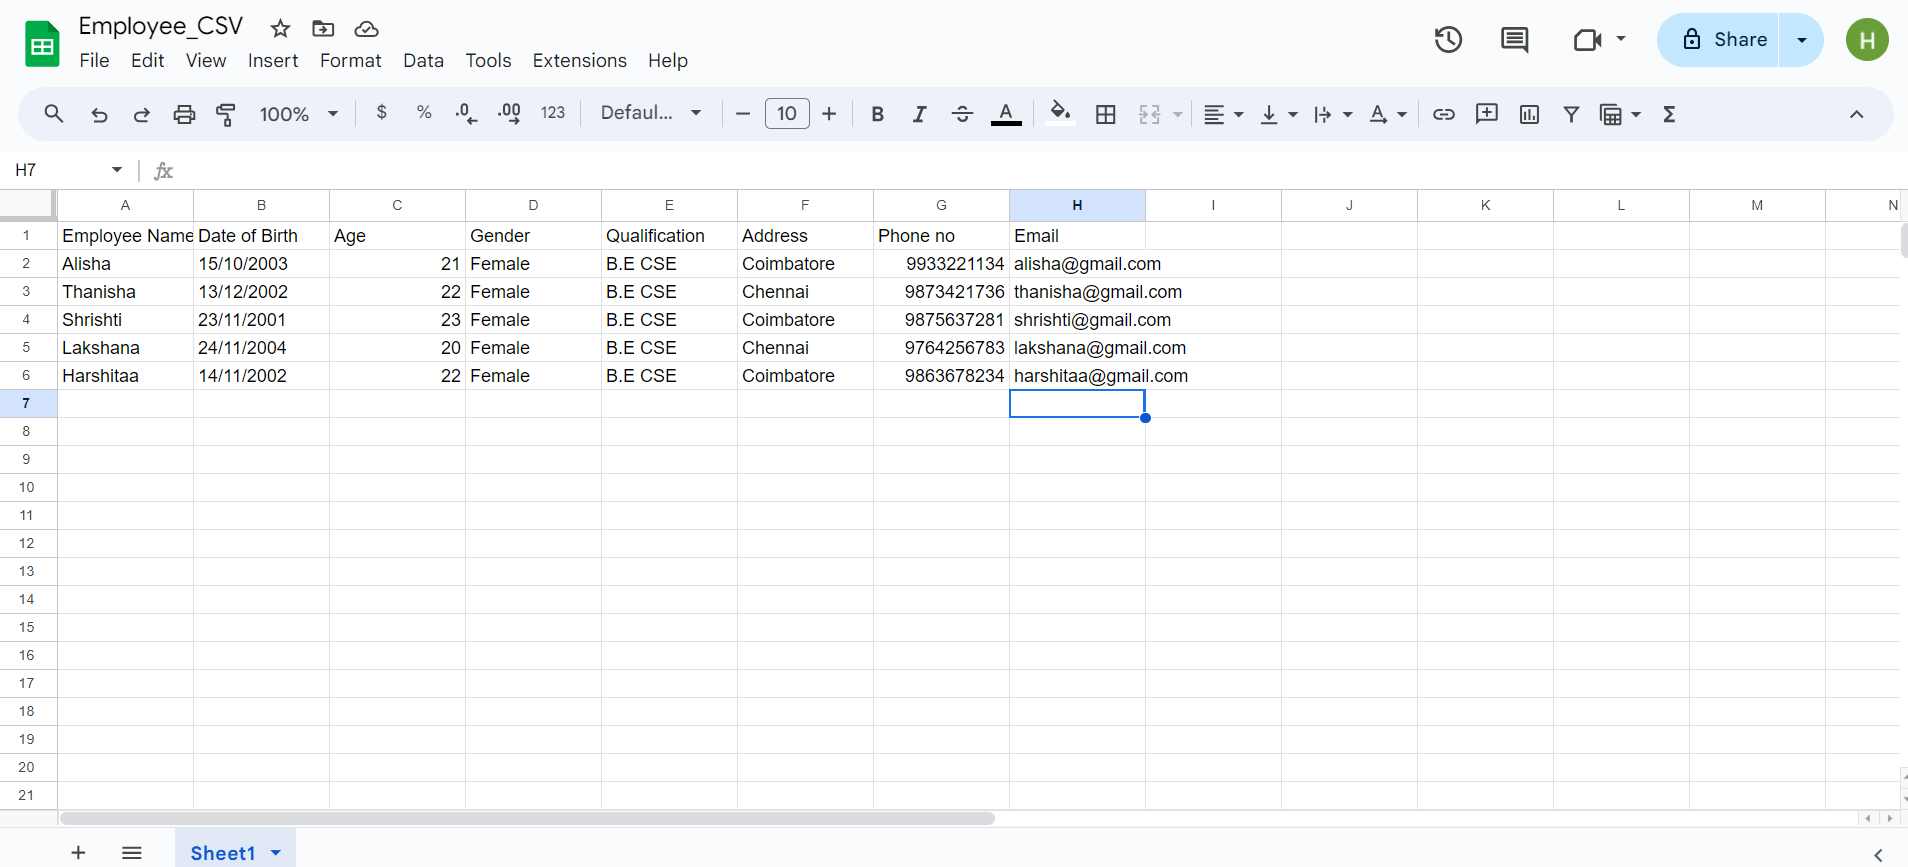 Employee_CSV
File Edit View Insert Format Data Tools Extensions Help
Share
H
100% $ % .0 .00 123 Defaul... 10 B I A A Σ
H7 fx
A B C D E F G H I J K L M N
1 Employee Name Date of Birth Age Gender Qualification Address Phone no Email
2 Alisha 15/10/2003 21 Female B.E CSE Coimbatore 9933221134 alisha@gmail.com
3 Thanisha 13/12/2002 22 Female B.E CSE Chennai 9873421736 thanisha@gmail.com
4 Shrishti 23/11/2001 23 Female B.E CSE Coimbatore 9875637281 shrishti@gmail.com
5 Lakshana 24/11/2004 20 Female B.E CSE Chennai 9764256783 lakshana@gmail.com
6 Harshitaa 14/11/2002 22 Female B.E CSE Coimbatore 9863678234 harshitaa@gmail.com
7
8
9
10
11
12
13
14
15
16
17
18
19
20
21
Sheet1